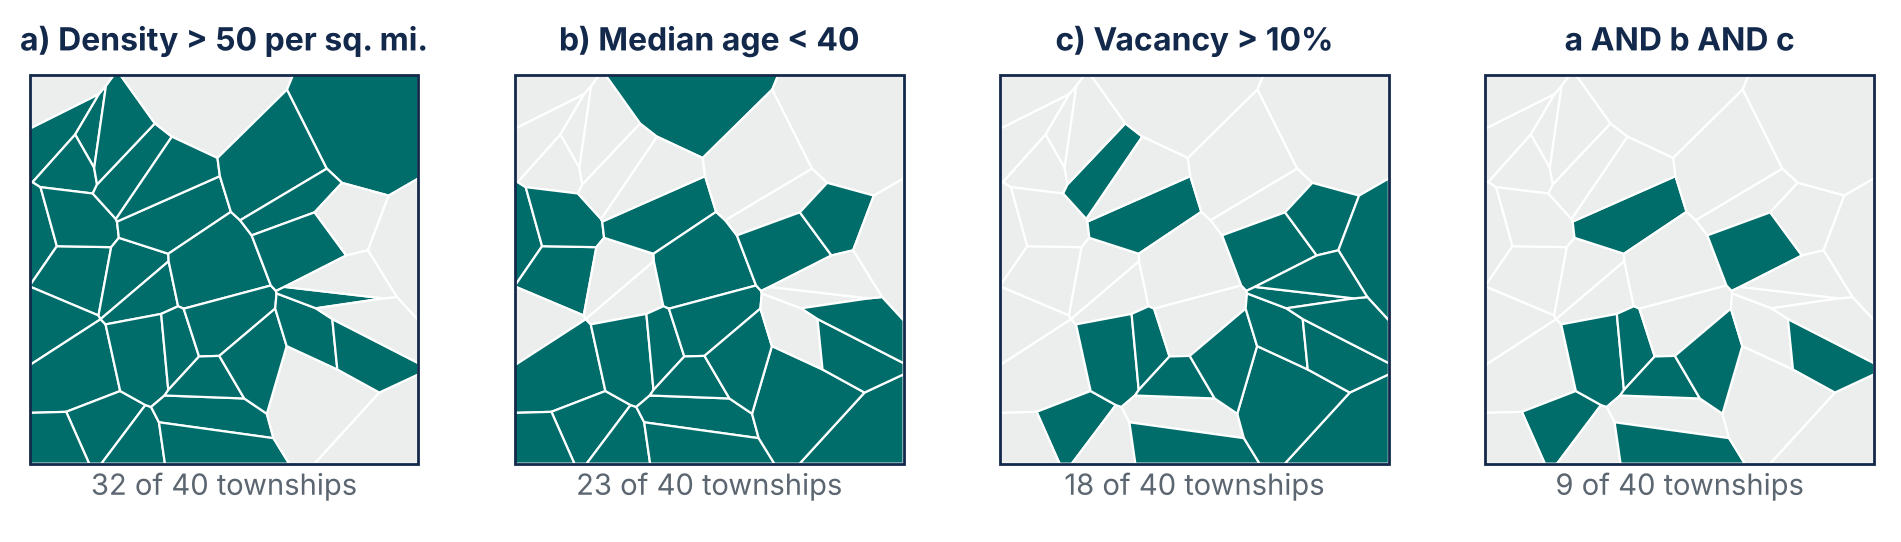 a) Density > 50 per sq. mi.
b) Median age < 40
c) Vacancy > 10%
a AND b AND c
32 of 40 townships
23 of 40 townships
18 of 40 townships
9 of 40 townships